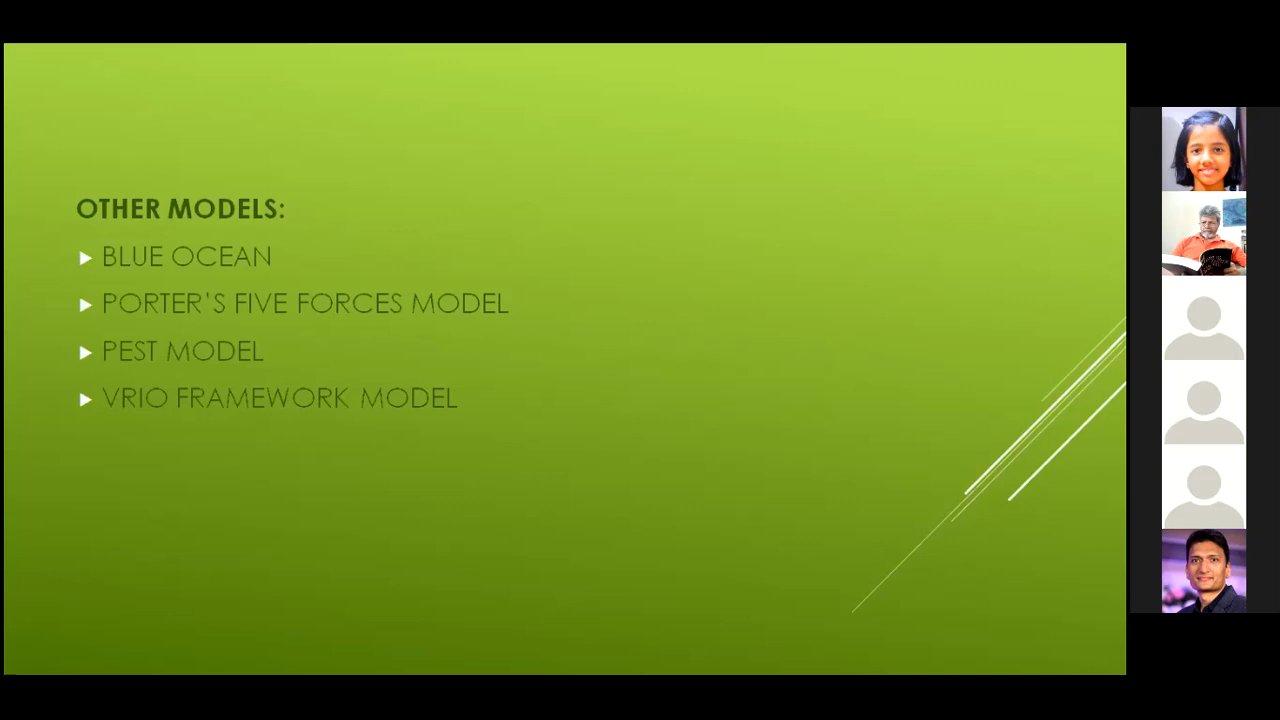 OTHER MODELS:
BLUE OCEAN
PORTER'S FIVE FORCES MODEL
PEST MODEL
VRIO FRAMEWORK MODEL